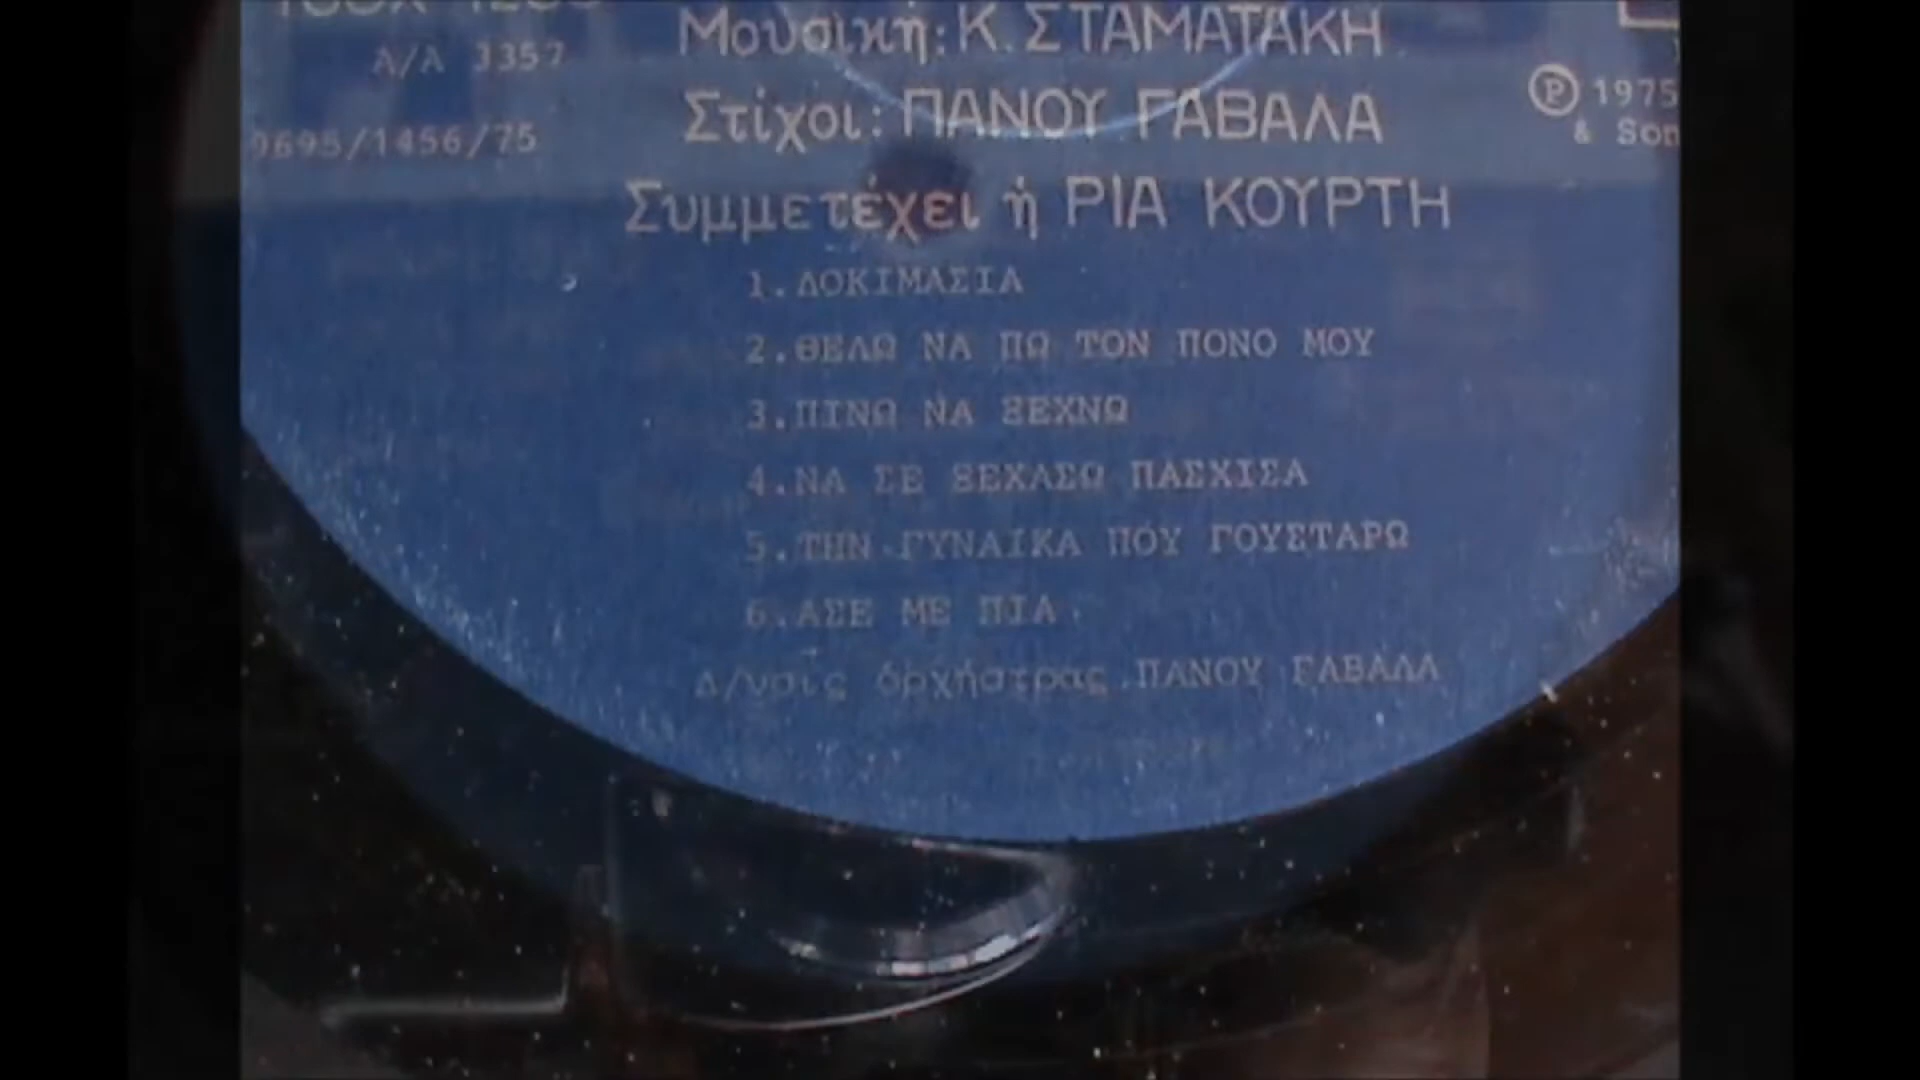 Μουσική: Κ. ΣΤΑΜΑΤΑΚΗ
Α/Α 3357
Στίχοι: ΠΑΝΟΥ ΓΑΒΑΛΑ
Ⓟ 1975
9695/1456/75
& Son
Συμμετέχει ή ΡΙΑ ΚΟΥΡΤΗ
1.ΔΟΚΙΜΑΣΙΑ
2.ΘΕΛΩ ΝΑ ΠΩ ΤΟΝ ΠΟΝΟ ΜΟΥ
3.ΠΙΝΩ ΝΑ ΞΕΧΝΩ
4.ΝΑ ΣΕ ΞΕΧΑΣΩ ΠΑΣΧΙΣΑ
5.ΤΗΝ ΓΥΝΑΙΚΑ ΠΟΥ ΓΟΥΣΤΑΡΩ
6.ΑΣΕ ΜΕ ΠΙΑ
Δ/νσις όρχήστρας.ΠΑΝΟΥ ΓΑΒΑΛΑ